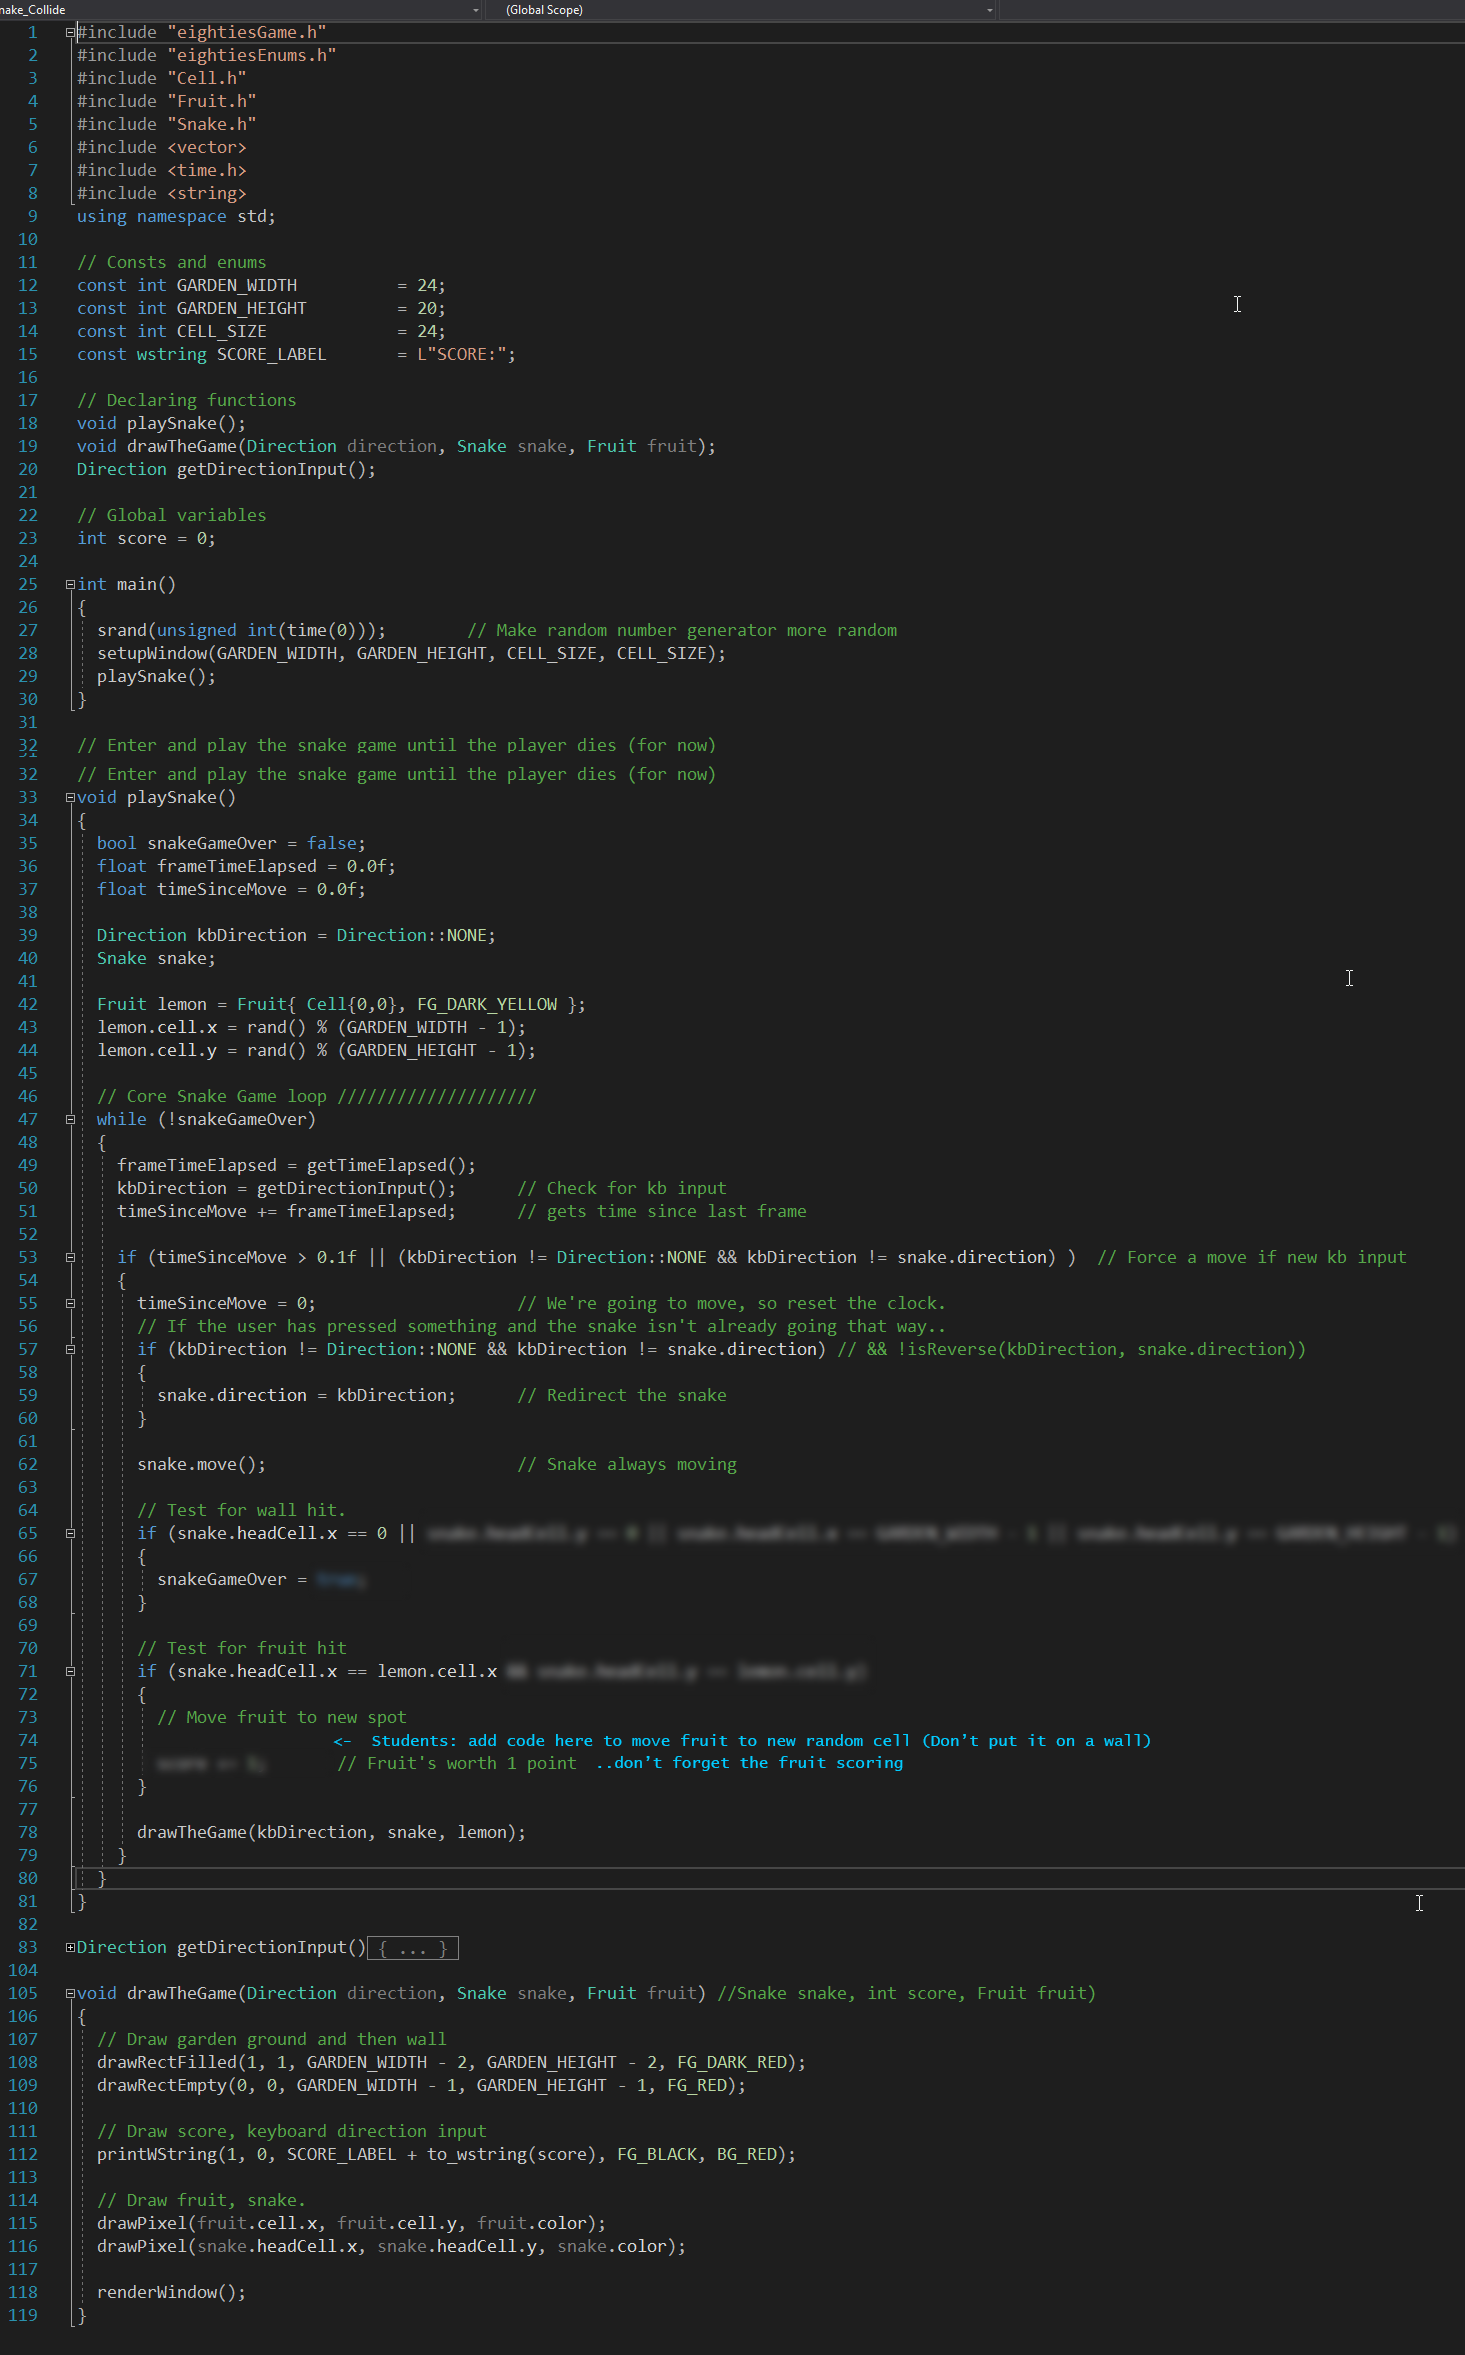 nake_Collide (Global Scope)
1 #include "eightiesGame.h"
2 #include "eightiesEnums.h"
3 #include "Cell.h"
4 #include "Fruit.h"
5 #include "Snake.h"
6 #include <vector>
7 #include <time.h>
8 #include <string>
9 using namespace std;
10
11 // Consts and enums
12 const int GARDEN_WIDTH = 24;
13 const int GARDEN_HEIGHT = 20;
14 const int CELL_SIZE = 24;
15 const wstring SCORE_LABEL = L"SCORE:";
16
17 // Declaring functions
18 void playSnake();
19 void drawTheGame(Direction direction, Snake snake, Fruit fruit);
20 Direction getDirectionInput();
21
22 // Global variables
23 int score = 0;
24
25 int main()
26 {
27 srand(unsigned int(time(0))); // Make random number generator more random
28 setupWindow(GARDEN_WIDTH, GARDEN_HEIGHT, CELL_SIZE, CELL_SIZE);
29 playSnake();
30 }
31
32 // Enter and play the snake game until the player dies (for now)
31
32 // Enter and play the snake game until the player dies (for now)
33 void playSnake()
34 {
35 bool snakeGameOver = false;
36 float frameTimeElapsed = 0.0f;
37 float timeSinceMove = 0.0f;
38
39 Direction kbDirection = Direction::NONE;
40 Snake snake;
41
42 Fruit lemon = Fruit{ Cell{0,0}, FG_DARK_YELLOW };
43 lemon.cell.x = rand() % (GARDEN_WIDTH - 1);
44 lemon.cell.y = rand() % (GARDEN_HEIGHT - 1);
45
46 // Core Snake Game loop ////////////////////
47 while (!snakeGameOver)
48 {
49 frameTimeElapsed = getTimeElapsed();
50 kbDirection = getDirectionInput(); // Check for kb input
51 timeSinceMove += frameTimeElapsed; // gets time since last frame
52
53 if (timeSinceMove > 0.1f || (kbDirection != Direction::NONE && kbDirection != snake.direction) ) // Force a move if new kb input
54 {
55 timeSinceMove = 0; // We're going to move, so reset the clock.
56 // If the user has pressed something and the snake isn't already going that way..
57 if (kbDirection != Direction::NONE && kbDirection != snake.direction) // && !isReverse(kbDirection, snake.direction))
58 {
59 snake.direction = kbDirection; // Redirect the snake
60 }
61
62 snake.move(); // Snake always moving
63
64 // Test for wall hit.
65 if (snake.headCell.x == 0 ||
66 {
67 snakeGameOver =
68 }
69
70 // Test for fruit hit
71 if (snake.headCell.x == lemon.cell.x
72 {
73 // Move fruit to new spot
74 <- Students: add code here to move fruit to new random cell (Don't put it on a wall)
75 // Fruit's worth 1 point ..don't forget the fruit scoring
76 }
77
78 drawTheGame(kbDirection, snake, lemon);
79 }
80 }
81 }
82
83 Direction getDirectionInput() { ... }
104
105 void drawTheGame(Direction direction, Snake snake, Fruit fruit) //Snake snake, int score, Fruit fruit)
106 {
107 // Draw garden ground and then wall
108 drawRectFilled(1, 1, GARDEN_WIDTH - 2, GARDEN_HEIGHT - 2, FG_DARK_RED);
109 drawRectEmpty(0, 0, GARDEN_WIDTH - 1, GARDEN_HEIGHT - 1, FG_RED);
110
111 // Draw score, keyboard direction input
112 printWString(1, 0, SCORE_LABEL + to_wstring(score), FG_BLACK, BG_RED);
113
114 // Draw fruit, snake.
115 drawPixel(fruit.cell.x, fruit.cell.y, fruit.color);
116 drawPixel(snake.headCell.x, snake.headCell.y, snake.color);
117
118 renderWindow();
119 }